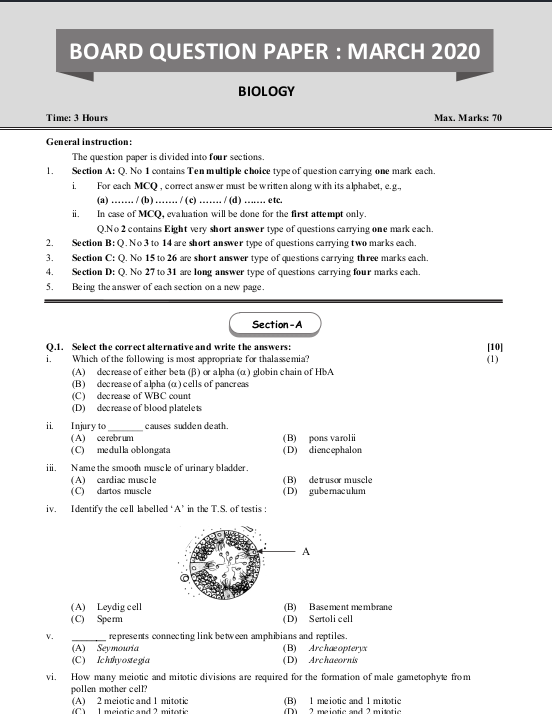 BOARD QUESTION PAPER : MARCH 2020
BIOLOGY
Time: 3 Hours Max. Marks: 70
General instruction:
The question paper is divided into four sections.
1. Section A: Q. No 1 contains Ten multiple choice type of question carrying one mark each.
i. For each MCQ , correct answer must be written along with its alphabet, e.g.,
(a) ....... / (b) ....... / (c) ....... / (d) ....... etc.
ii. In case of MCQ, evaluation will be done for the first attempt only.
Q.No 2 contains Eight very short answer type of questions carrying one mark each.
2. Section B: Q. No 3 to 14 are short answer type of questions carrying two marks each.
3. Section C: Q. No 15 to 26 are short answer type of questions carrying three marks each.
4. Section D: Q. No 27 to 31 are long answer type of questions carrying four marks each.
5. Being the answer of each section on a new page.
Section-A
Q.1. Select the correct alternative and write the answers: [10]
i. Which of the following is most appropriate for thalassemia? (1)
(A) decrease of either beta (β) or alpha (α) globin chain of HbA
(B) decrease of alpha (α) cells of pancreas
(C) decrease of WBC count
(D) decrease of blood platelets
ii. Injury to _______ causes sudden death.
(A) cerebrum (B) pons varolii
(C) medulla oblongata (D) diencephalon
iii. Name the smooth muscle of urinary bladder.
(A) cardiac muscle (B) detrusor muscle
(C) dartos muscle (D) gubernaculum
iv. Identify the cell labelled ‘A’ in the T.S. of testis :
A
(A) Leydig cell (B) Basement membrane
(C) Sperm (D) Sertoli cell
v. _______ represents connecting link between amphibians and reptiles.
(A) Seymouria (B) Archaeopteryx
(C) Ichthyostegia (D) Archaeornis
vi. How many meiotic and mitotic divisions are required for the formation of male gametophyte from
pollen mother cell?
(A) 2 meiotic and 1 mitotic (B) 1 meiotic and 1 mitotic
(C) 1 meiotic and 2 mitotic (D) 2 meiotic and 2 mitotic